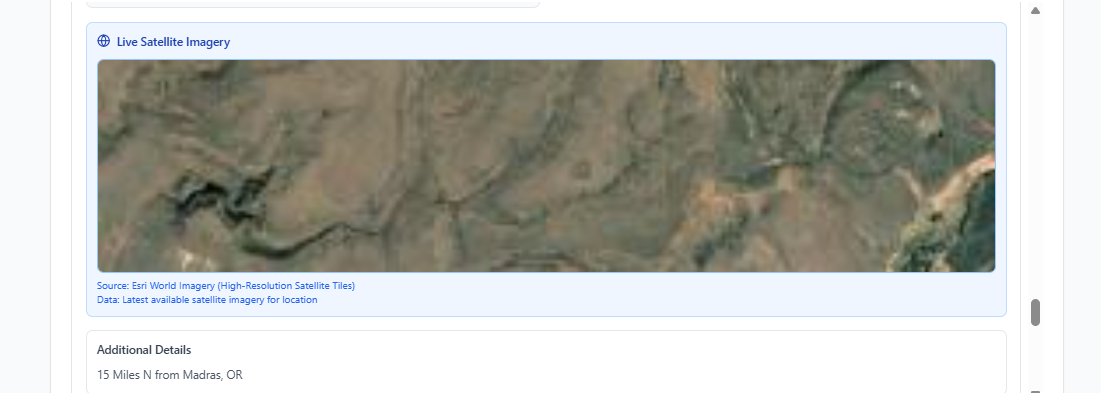 Live Satellite Imagery
Source: Esri World Imagery (High-Resolution Satellite Tiles)
Data: Latest available satellite imagery for location
Additional Details
15 Miles N from Madras, OR